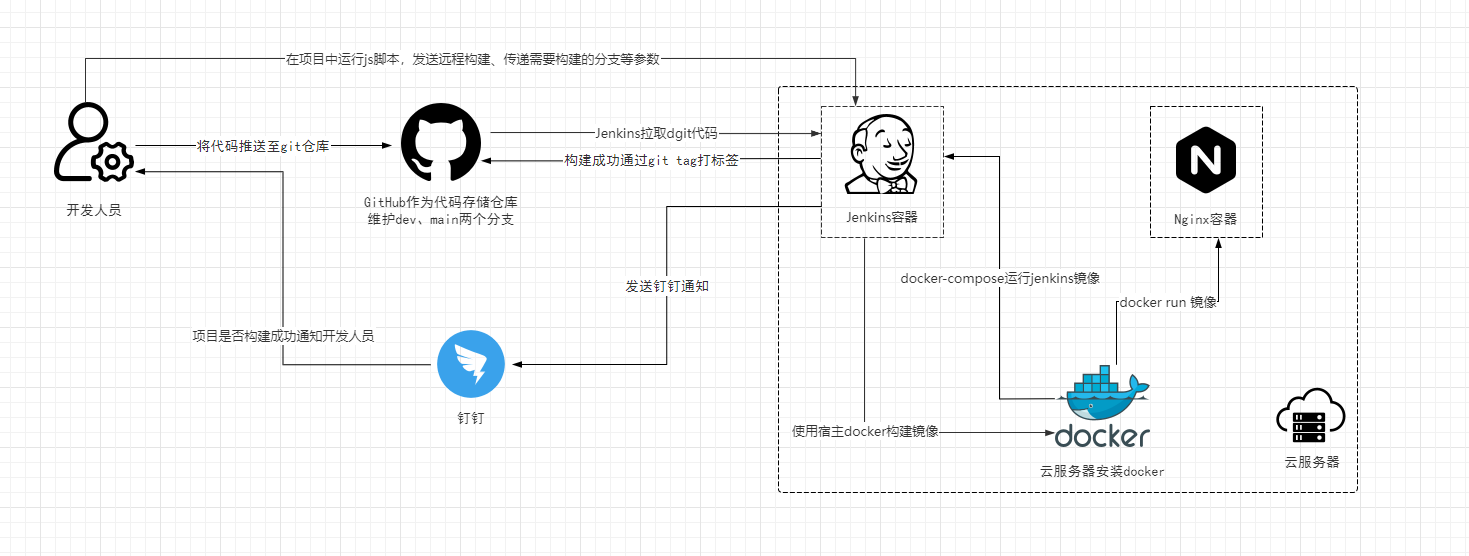 在项目中运行js脚本，发送远程构建、传递需要构建的分支等参数
将代码推送至git仓库
Jenkins拉取dgit代码
构建成功通过git tag打标签
开发人员
GitHub作为代码存储仓库
维护dev、main两个分支
Jenkins容器
Nginx容器
发送钉钉通知
docker-compose运行jenkins镜像
docker run 镜像
项目是否构建成功通知开发人员
钉钉
使用宿主docker构建镜像
docker
云服务器安装docker
云服务器